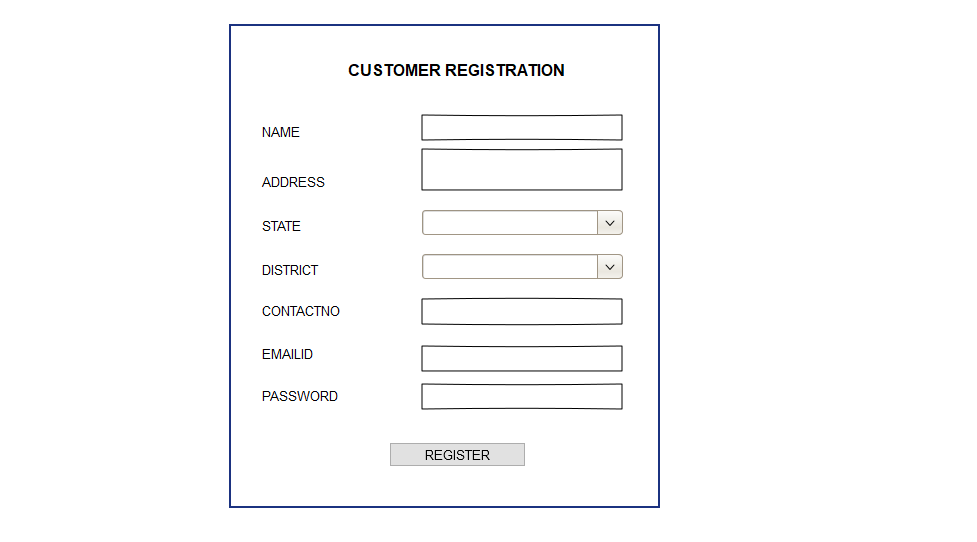 CUSTOMER REGISTRATION
NAME
ADDRESS
STATE
DISTRICT
CONTACTNO
EMAILID
PASSWORD
REGISTER